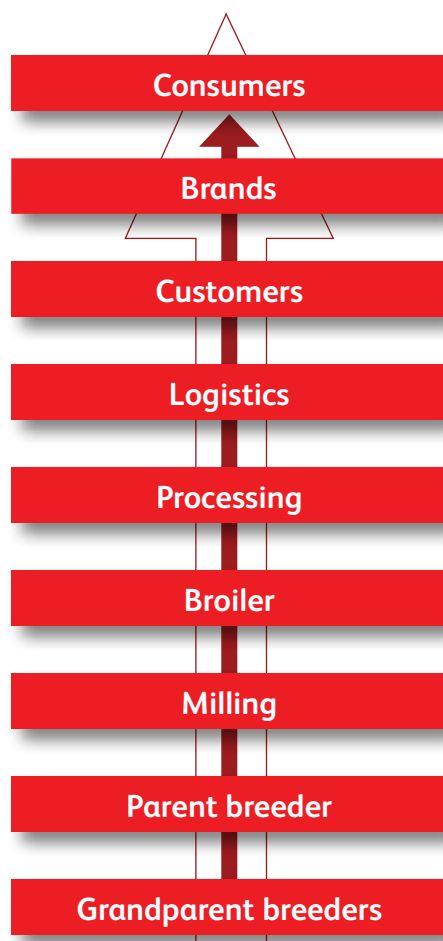 Consumers
Brands
Customers
Logistics
Processing
Broiler
Milling
Parent breeder
Grandparent breeders